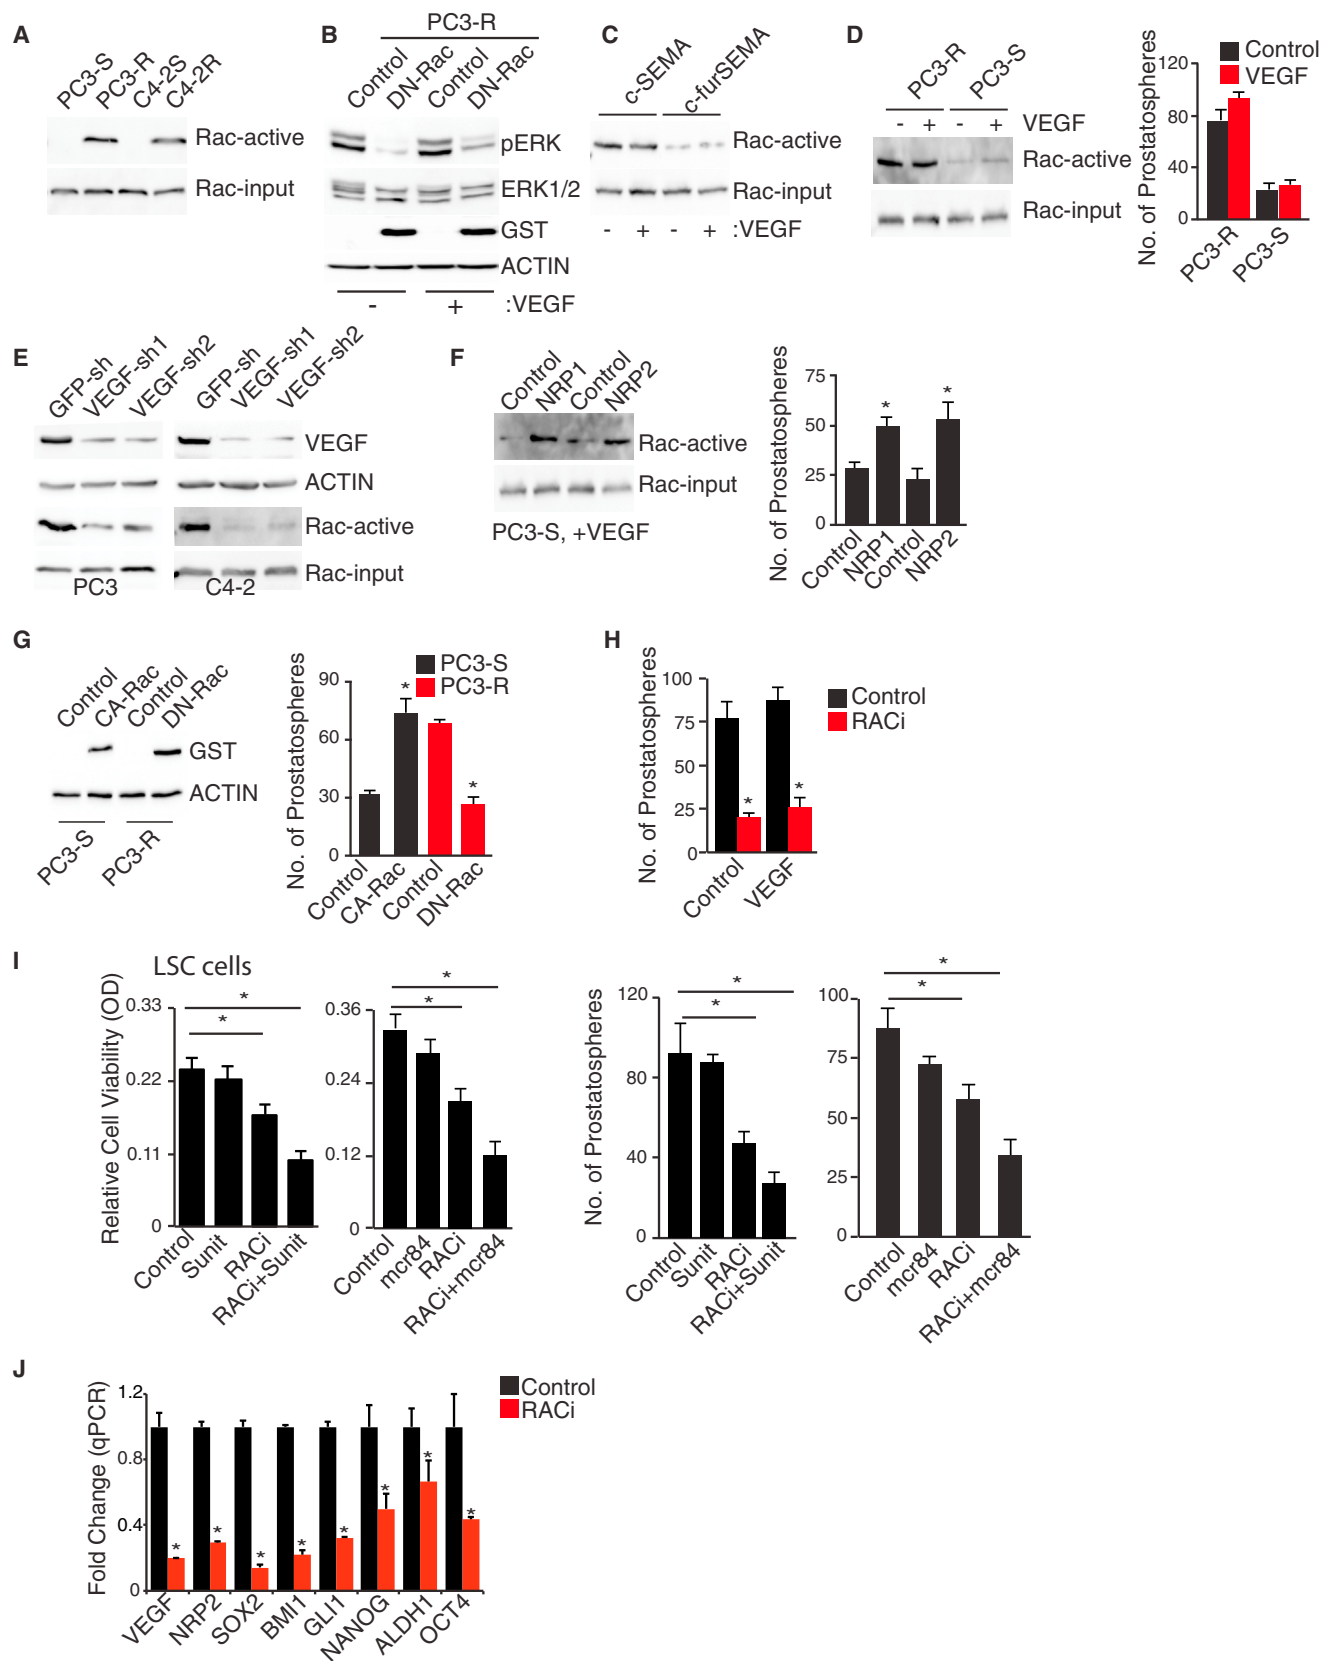 A
PC3-S
PC3-R
C4-2S
C4-2R
Rac-active
Rac-input
B
PC3-R
Control
DN-Rac
Control
DN-Rac
pERK
ERK1/2
GST
ACTIN
- + :VEGF
C
c-SEMA
c-furSEMA
Rac-active
Rac-input
- + - + :VEGF
D
PC3-R
PC3-S
- + - + VEGF
Rac-active
Rac-input
No. of Prostatospheres
Control
VEGF
120
80
40
0
PC3-R
PC3-S
E
GFP-sh
VEGF-sh1
VEGF-sh2
GFP-sh
VEGF-sh1
VEGF-sh2
VEGF
ACTIN
Rac-active
Rac-input
PC3
C4-2
F
Control
NRP1
Control
NRP2
Rac-active
Rac-input
PC3-S, +VEGF
No. of Prostatospheres
75
50
25
0
*
*
Control
NRP1
Control
NRP2
G
Control
CA-Rac
Control
DN-Rac
GST
ACTIN
PC3-S
PC3-R
No. of Prostatospheres
PC3-S
PC3-R
90
60
30
0
*
*
Control
CA-Rac
Control
DN-Rac
H
No. of Prostatospheres
Control
RACi
100
75
50
25
0
*
*
Control
VEGF
I
LSC cells
Relative Cell Viability (OD)
0.33
0.22
0.11
0
*
*
Control
Sunit
RACi
RACi+Sunit
0.36
0.24
0.12
0
*
*
Control
mcr84
RACi
RACi+mcr84
No. of Prostatospheres
120
80
40
0
*
*
Control
Sunit
RACi
RACi+Sunit
100
75
50
25
0
*
*
Control
mcr84
RACi
RACi+mcr84
J
Fold Change (qPCR)
Control
RACi
1.2
0.8
0.4
0
*
*
*
*
*
*
*
*
VEGF
NRP2
SOX2
BMI1
GLI1
NANOG
ALDH1
OCT4